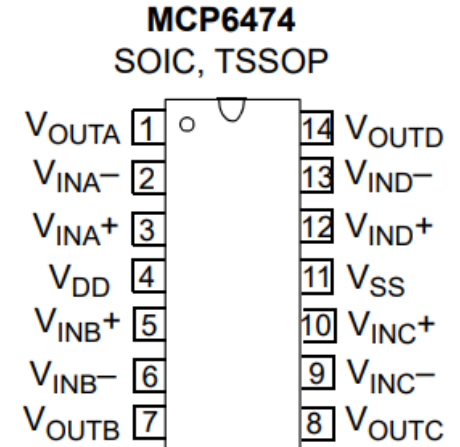 MCP6474
SOIC, TSSOP
VOUTA 1 14 VOUTD
VINA– 2 13 VIND–
VINA+ 3 12 VIND+
VDD 4 11 VSS
VINB+ 5 10 VINC+
VINB– 6 9 VINC–
VOUTB 7 8 VOUTC